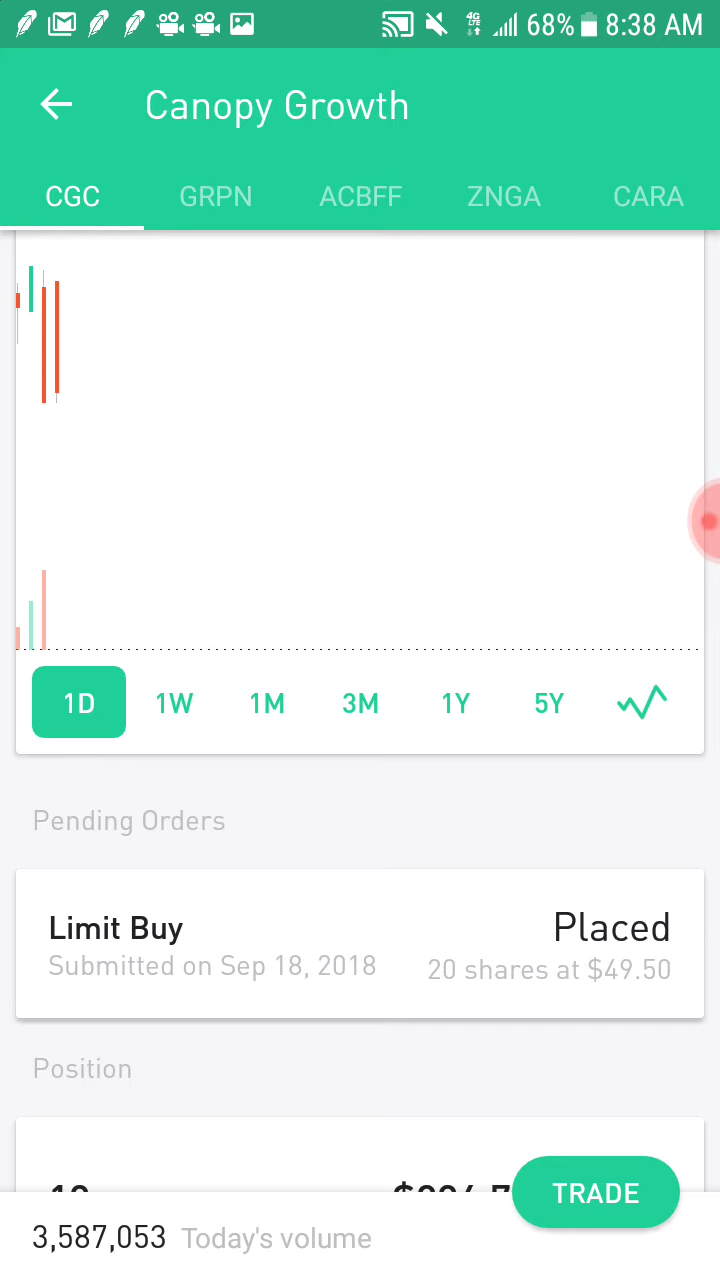 4G LTE 68% 8:38 AM
Canopy Growth
CGC GRPN ACBFF ZNGA CARA
1D 1W 1M 3M 1Y 5Y
Pending Orders
Limit Buy Placed
Submitted on Sep 18, 2018 20 shares at $49.50
Position
TRADE
3,587,053 Today's volume